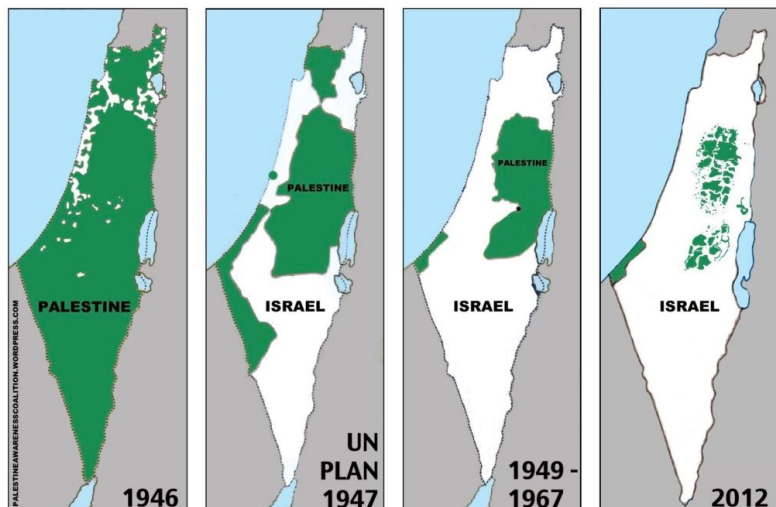 PALESTINEAWARENESSCOALITION.WORDPRESS.COM
PALESTINE
1946
PALESTINE
ISRAEL
UN
PLAN
1947
PALESTINE
ISRAEL
1949 -
1967
ISRAEL
2012